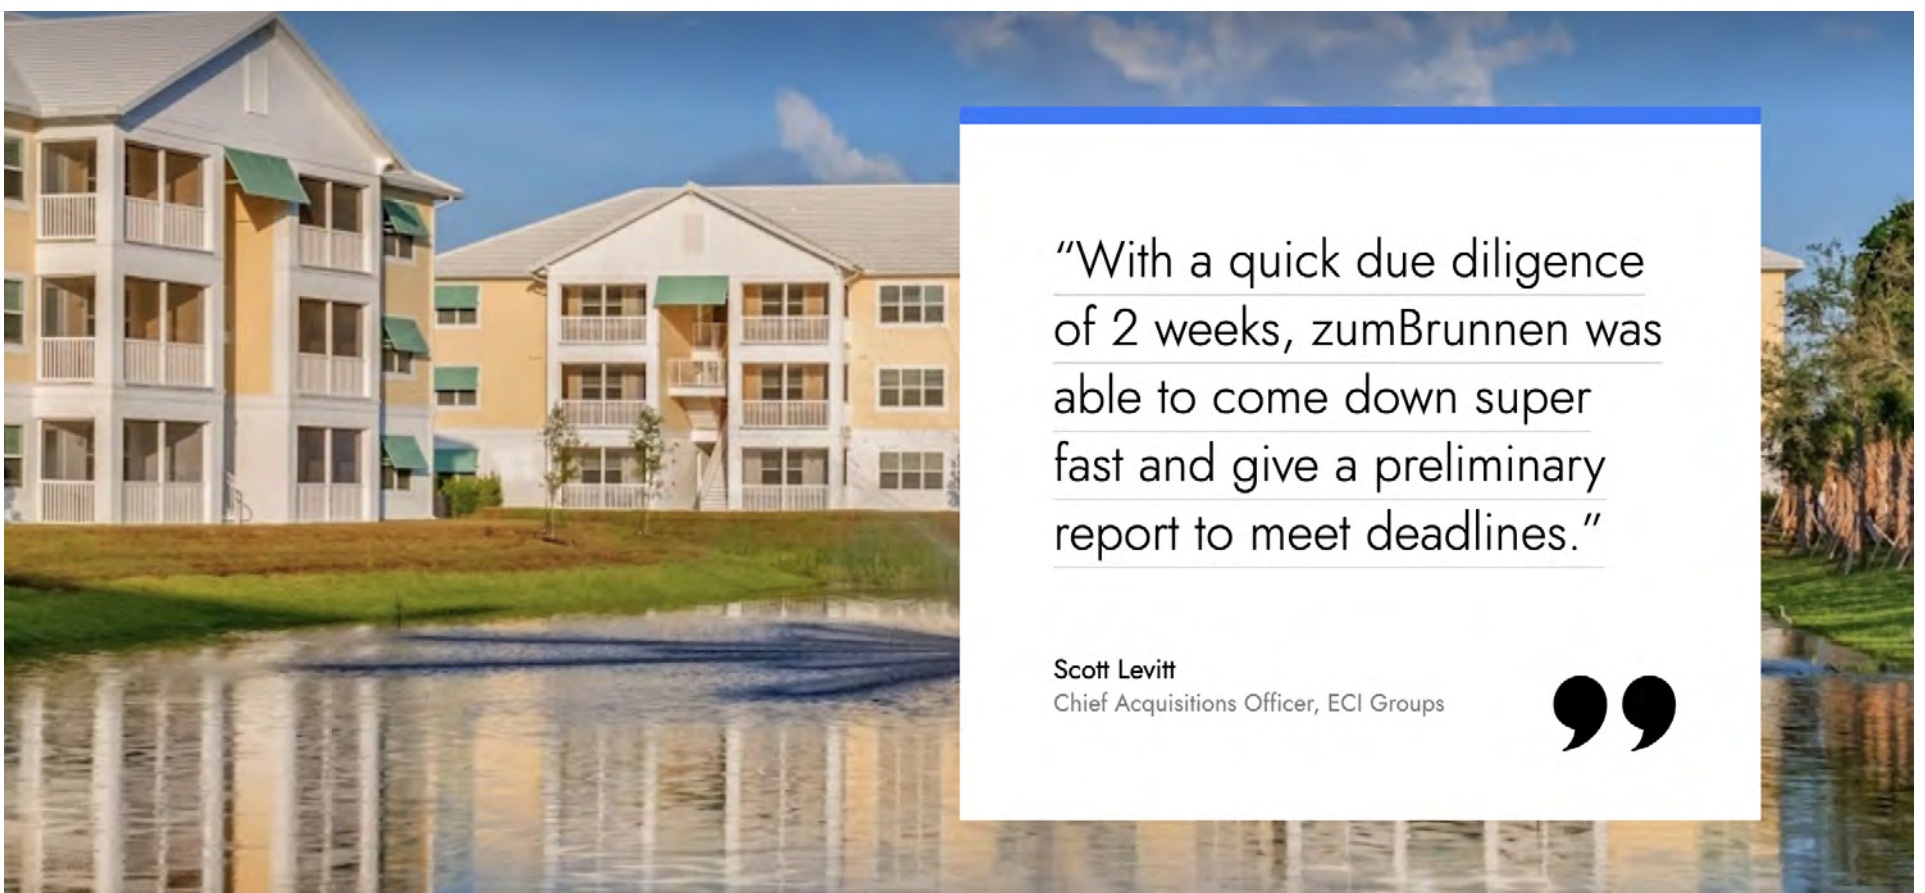 “With a quick due diligence
of 2 weeks, zumBrunnen was
able to come down super
fast and give a preliminary
report to meet deadlines.”
Scott Levitt
Chief Acquisitions Officer, ECI Groups